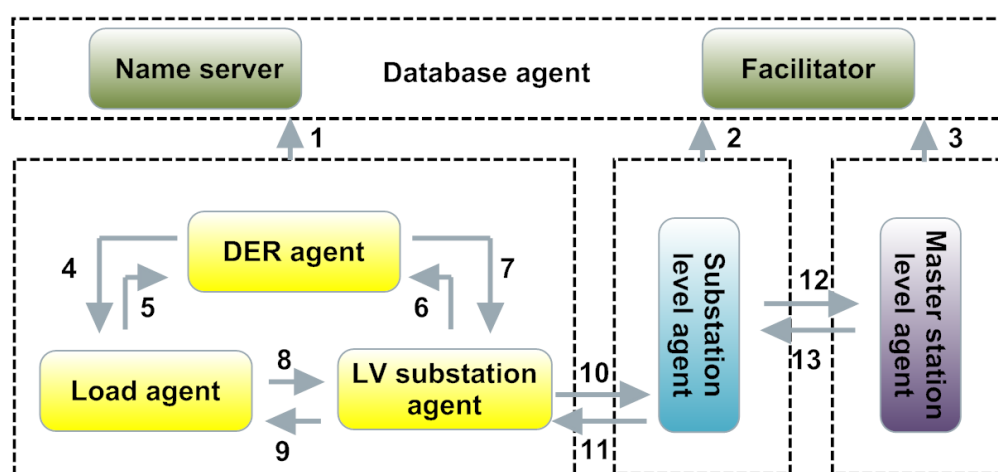 Name server
Database agent
Facilitator
1
2
3
4
5
DER agent
6
7
Load agent
8
9
LV substation
agent
10
11
Substation
level agent
12
13
Master station
level agent